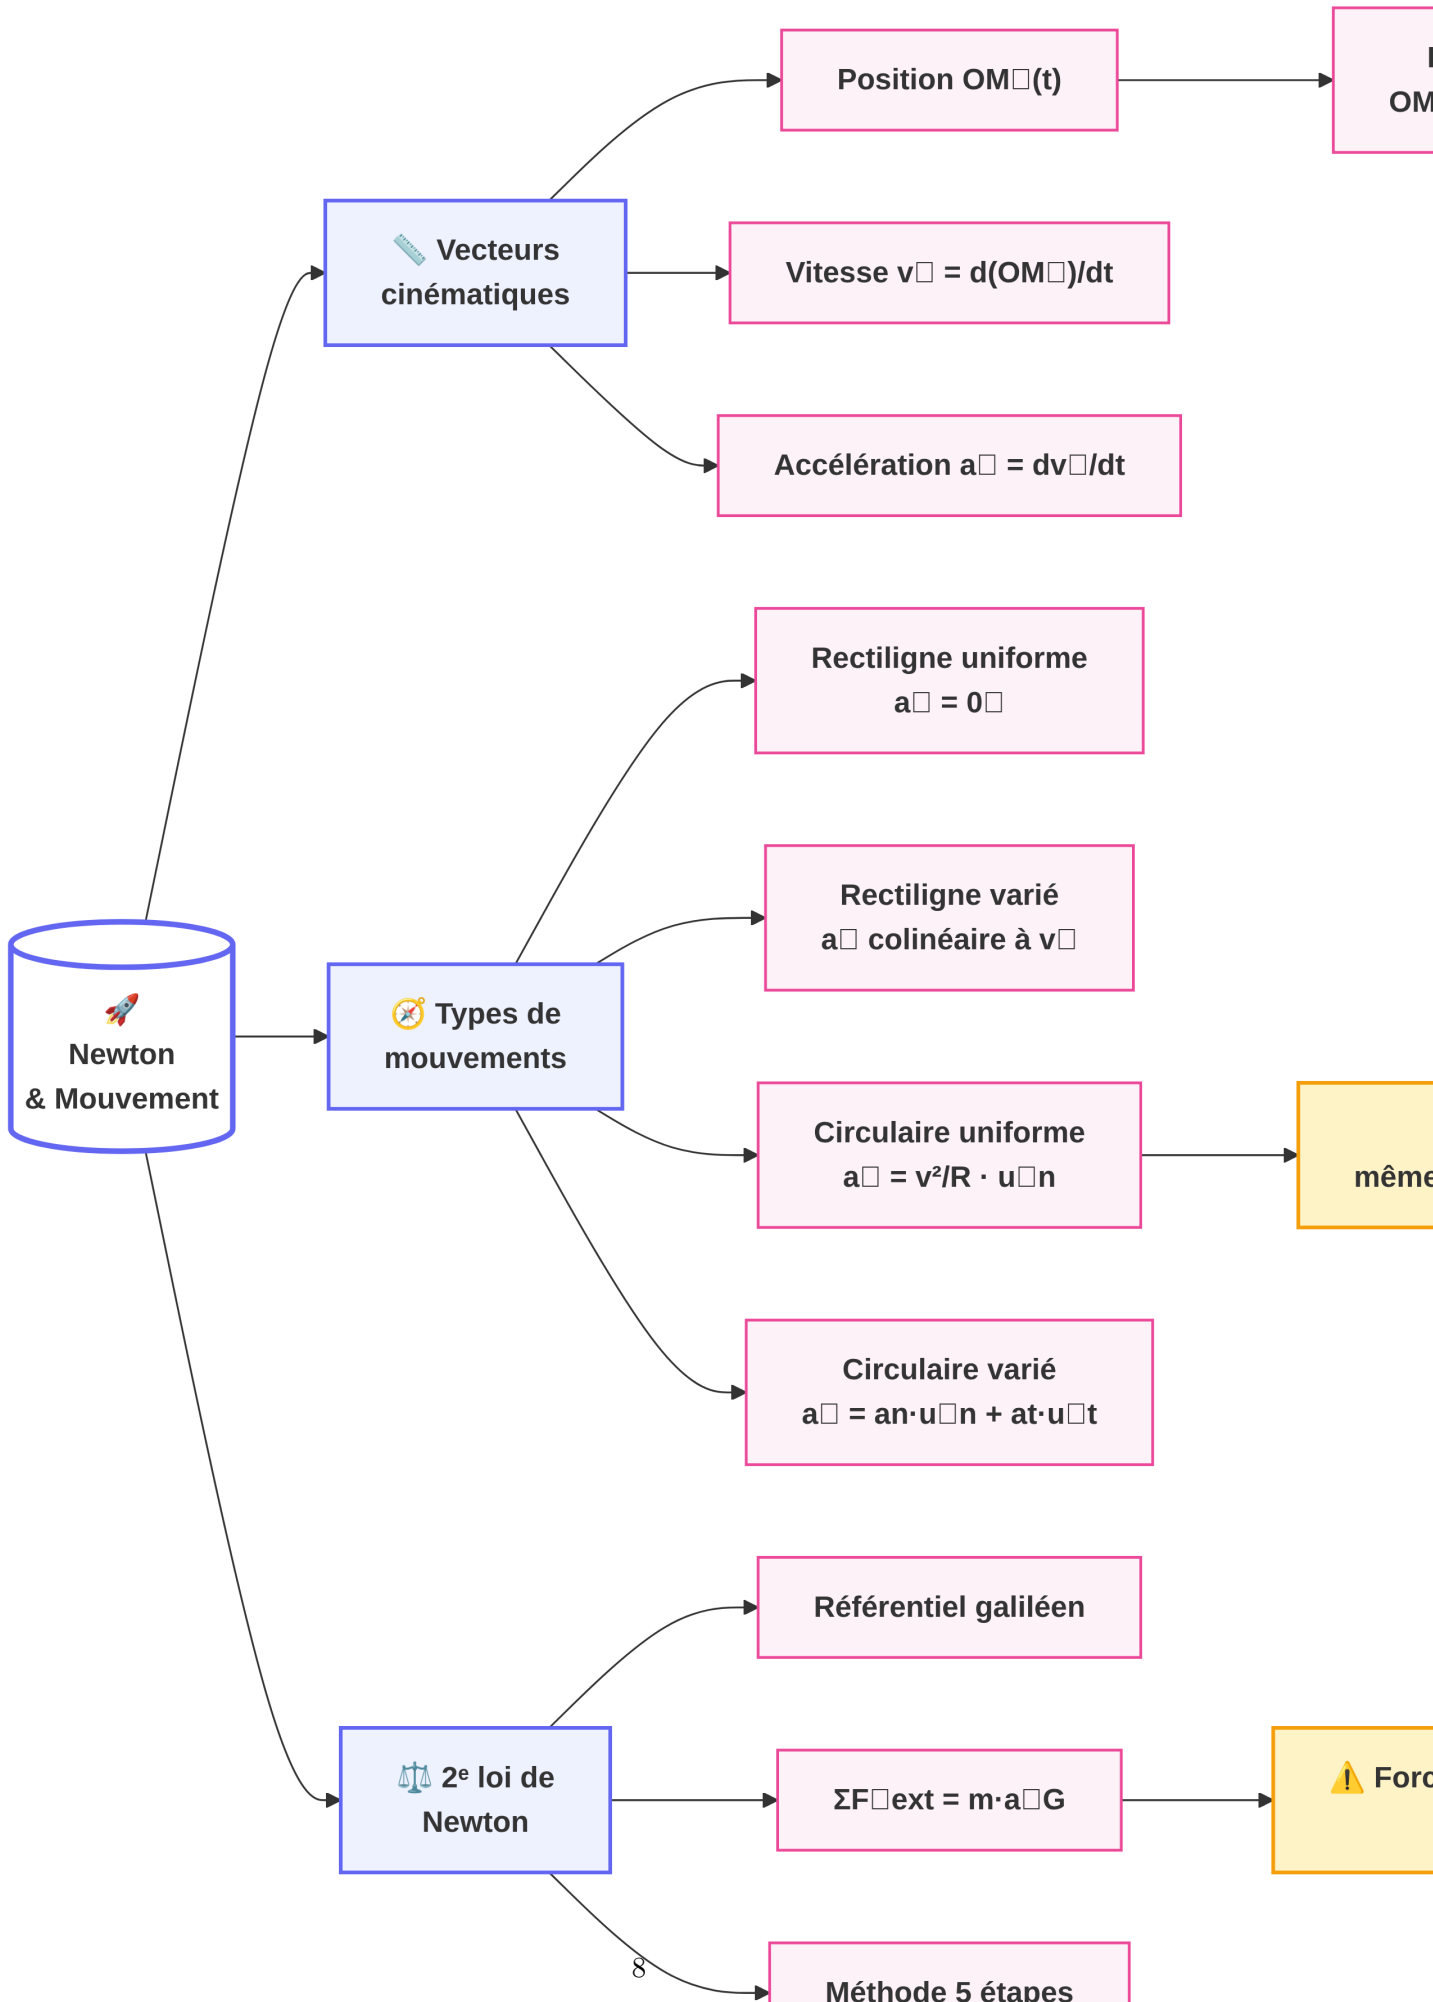 Position OM□(t)
OM
📏 Vecteurs
cinématiques
Vitesse v□ = d(OM□)/dt
Accélération a□ = dv□/dt
Rectiligne uniforme
a□ = 0□
Rectiligne varié
a□ colinéaire à v□
🚀
Newton
& Mouvement
🧭 Types de
mouvements
Circulaire uniforme
a□ = v²/R · u□n
même
Circulaire varié
a□ = an·u□n + at·u□t
Référentiel galiléen
⚖️ 2ᵉ loi de
Newton
ΣF□ext = m·a□G
⚠️ Forc
Méthode 5 étapes
8